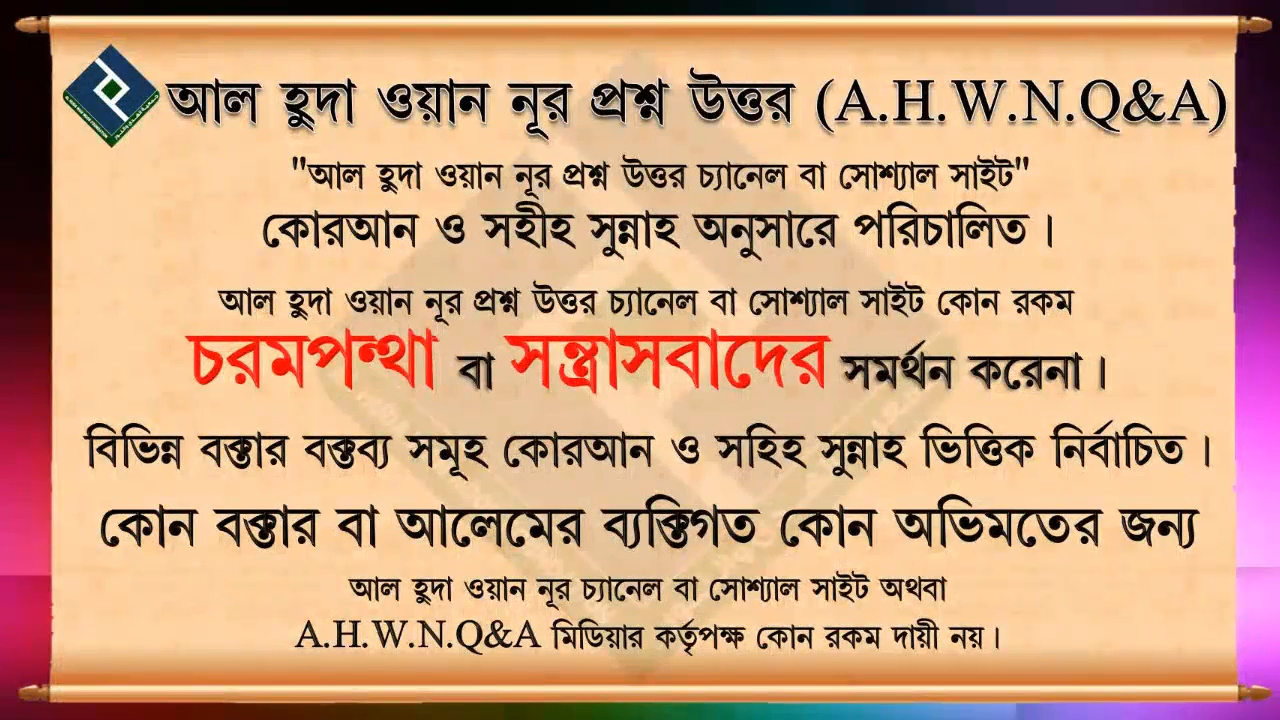 আল হুদা ওয়ান নূর প্রশ্ন উত্তর (A.H.W.N.Q&A)
"আল হুদা ওয়ান নূর প্রশ্ন উত্তর চ্যানেল বা সোশ্যাল সাইট"
কোরআন ও সহীহ সুন্নাহ অনুসারে পরিচালিত।
আল হুদা ওয়ান নূর প্রশ্ন উত্তর চ্যানেল বা সোশ্যাল সাইট কোন রকম
চরমপন্থা বা সন্ত্রাসবাদের সমর্থন করেনা।
বিভিন্ন বক্তার বক্তব্য সমূহ কোরআন ও সহিহ সুন্নাহ ভিত্তিক নির্বাচিত।
কোন বক্তার বা আলেমের ব্যক্তিগত কোন অভিমতের জন্য
আল হুদা ওয়ান নূর চ্যানেল বা সোশ্যাল সাইট অথবা
A.H.W.N.Q&A মিডিয়ার কর্তৃপক্ষ কোন রকম দায়ী নয়।